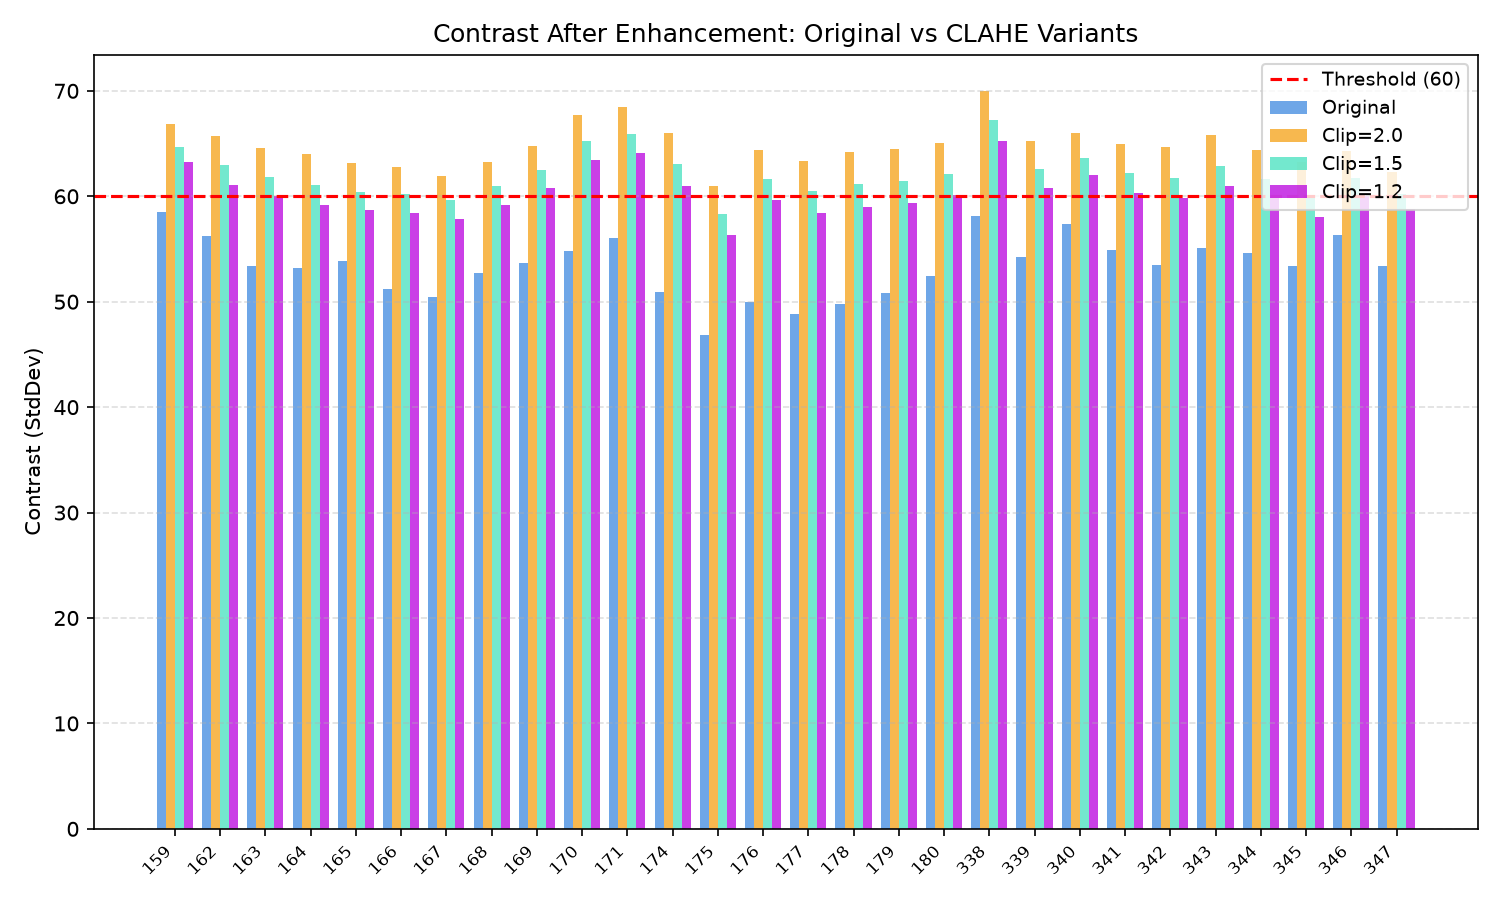 Contrast After Enhancement: Original vs CLAHE Variants
Threshold (60)
Original
Clip=2.0
Clip=1.5
Clip=1.2
Contrast (StdDev)
70
60
50
40
30
20
10
0
159 162 163 164 165 166 167 168 169 170 171 174 175 176 177 178 179 180 338 339 340 341 342 343 344 345 346 347